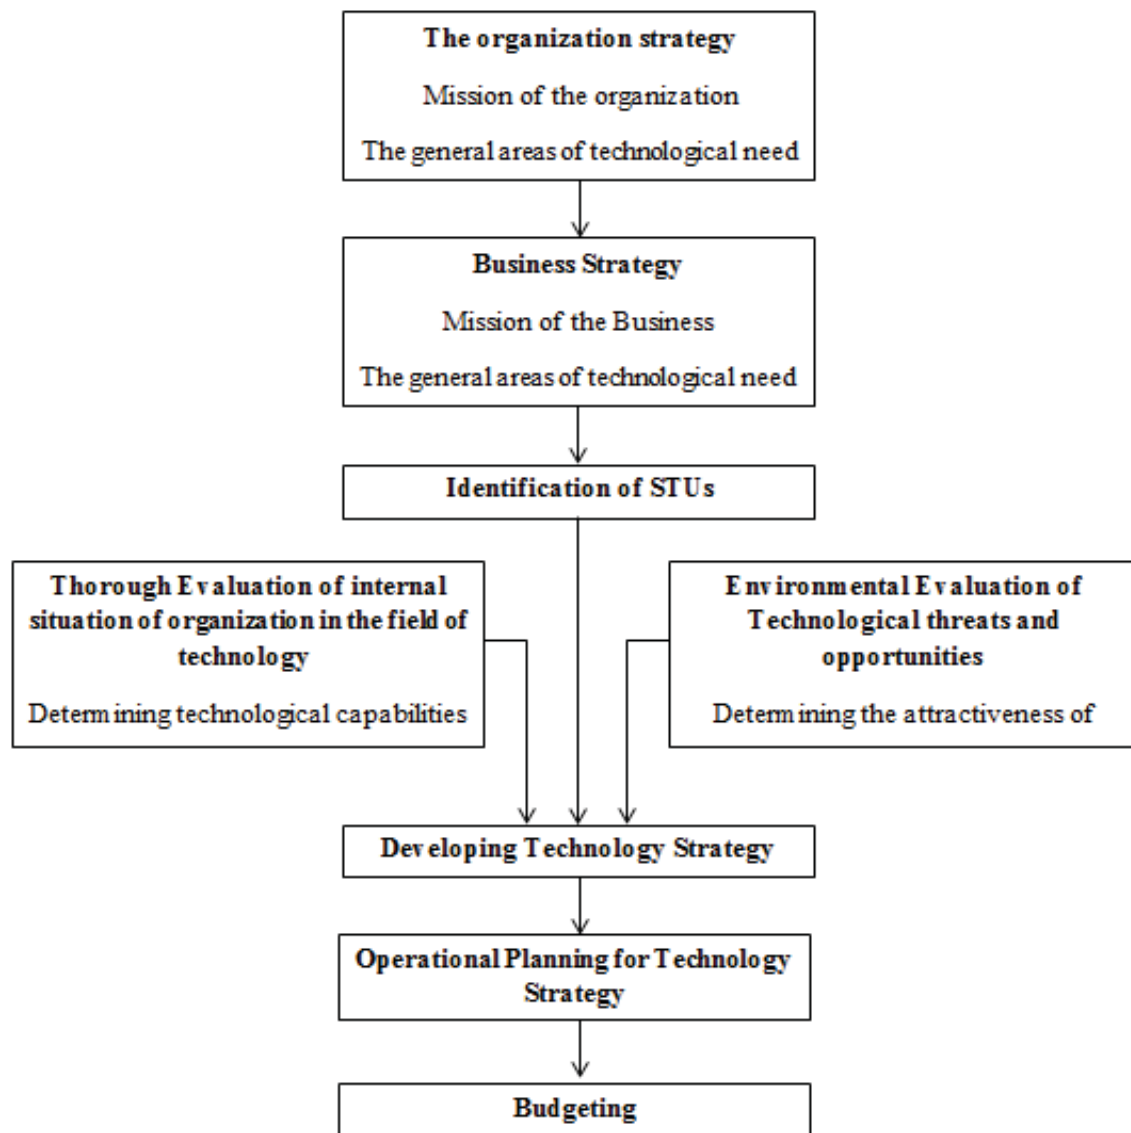 The organization strategy
Mission of the organization
The general areas of technological need
Business Strategy
Mission of the Business
The general areas of technological need
Identification of STUs
Thorough Evaluation of internal
situation of organization in the field of
technology
Determining technological capabilities
Environmental Evaluation of
Technological threats and
opportunities
Determining the attractiveness of
Developing Technology Strategy
Operational Planning for Technology
Strategy
Budgeting